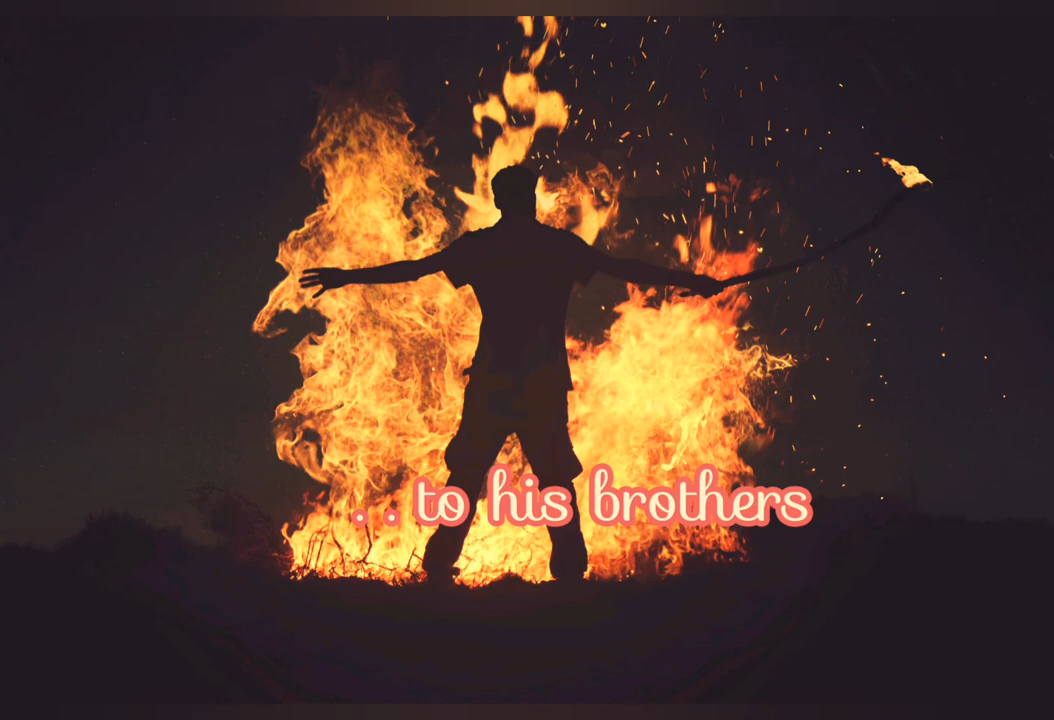 . . to his brothers